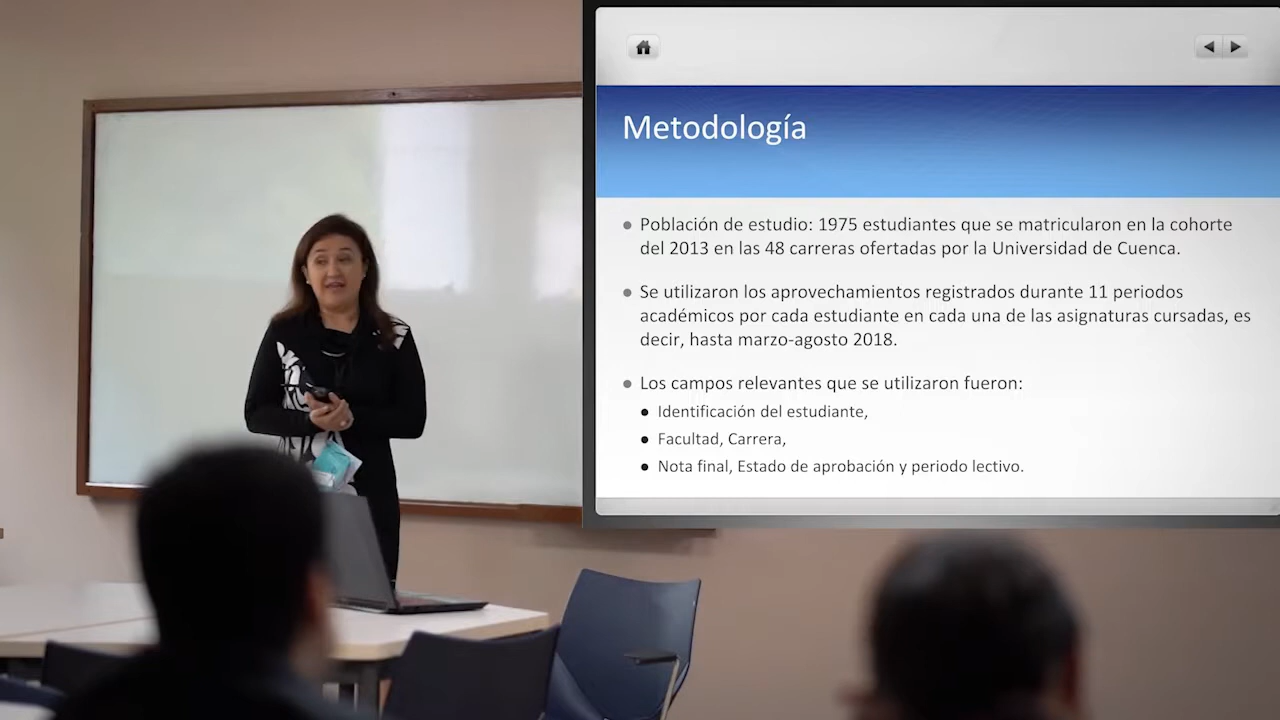 Metodología
Población de estudio: 1975 estudiantes que se matricularon en la cohorte
del 2013 en las 48 carreras ofertadas por la Universidad de Cuenca.
Se utilizaron los aprovechamientos registrados durante 11 periodos
académicos por cada estudiante en cada una de las asignaturas cursadas, es
decir, hasta marzo-agosto 2018.
Los campos relevantes que se utilizaron fueron:
Identificación del estudiante,
Facultad, Carrera,
Nota final, Estado de aprobación y periodo lectivo.